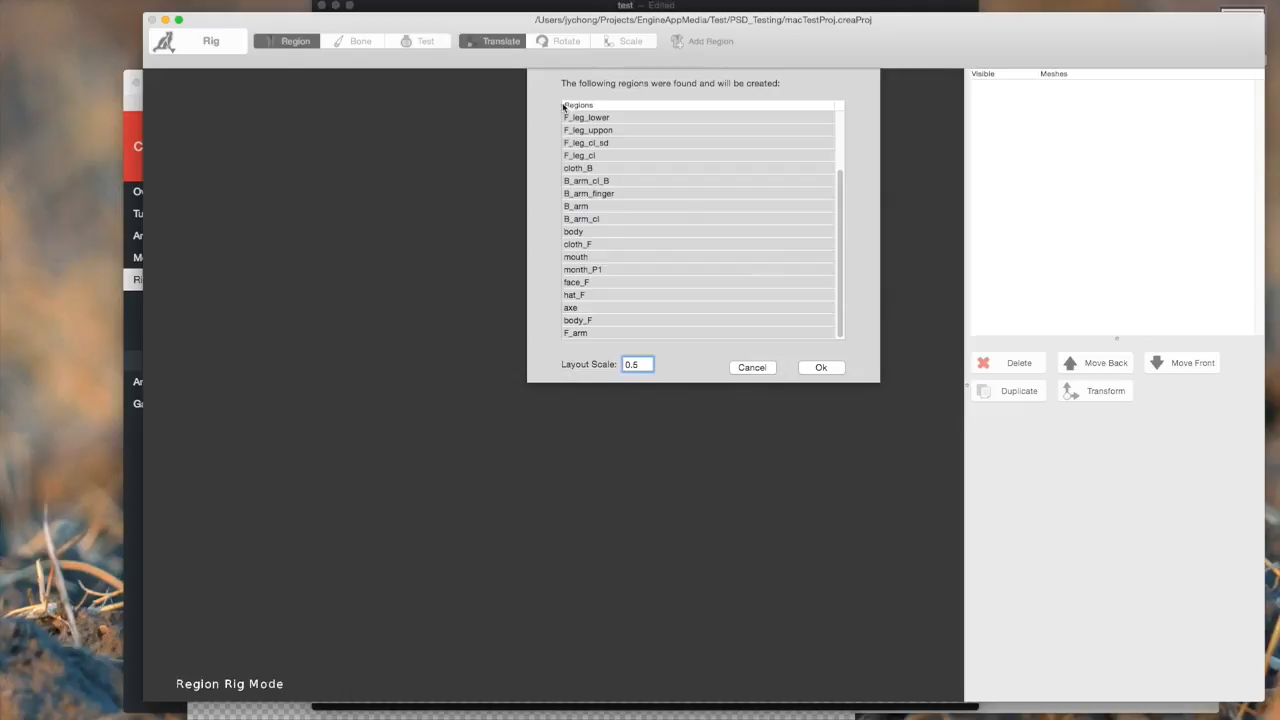 test — Edited
/Users/jychong/Projects/EngineAppMedia/Test/PSD_Testing/macTestProj.creaProj
Rig
Region
Bone
Test
Translate
Rotate
Scale
Add Region
Visible
Meshes
The following regions were found and will be created:
Regions
F_leg_lower
F_leg_uppon
F_leg_cl_sd
F_leg_cl
cloth_B
B_arm_cl_B
B_arm_finger
B_arm
B_arm_cl
body
cloth_F
mouth
month_P1
face_F
hat_F
axe
body_F
F_arm
Layout Scale: 0.5
Cancel
Ok
Delete
Move Back
Move Front
Duplicate
Transform
Region Rig Mode